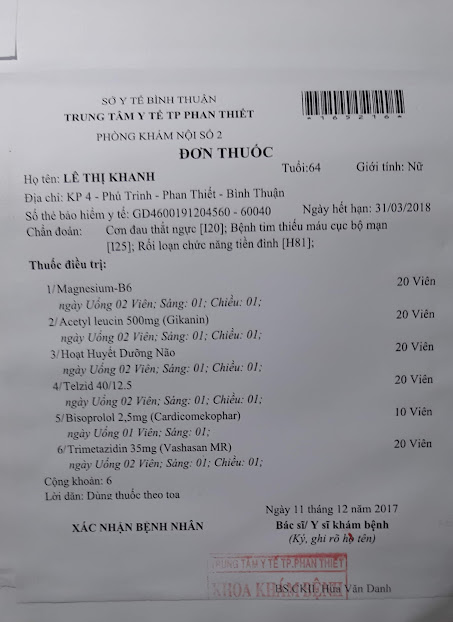 SỞ Y TẾ BÌNH THUẬN
TRUNG TÂM Y TẾ TP PHAN THIẾT
PHÒNG KHÁM NỘI SỐ 2
*165216*
ĐƠN THUỐC
Họ tên: LÊ THỊ KHANH Tuổi:64 Giới tính: Nữ
Địa chỉ: KP 4 - Phú Trinh - Phan Thiết - Bình Thuận
Số thẻ bảo hiểm y tế: GD4600191204560 - 60040 Ngày hết hạn: 31/03/2018
Chẩn đoán: Cơn đau thắt ngực [I20]; Bệnh tim thiếu máu cục bộ mạn
[I25]; Rối loạn chức năng tiền đình [H81];
Thuốc điều trị:
1/Magnesium-B6 20 Viên
ngày Uống 02 Viên; Sáng: 01; Chiều: 01;
2/Acetyl leucin 500mg (Gikanin) 20 Viên
ngày Uống 02 Viên; Sáng: 01; Chiều: 01;
3/Hoạt Huyết Dưỡng Não 20 Viên
ngày Uống 02 Viên; Sáng: 01; Chiều: 01;
4/Telzid 40/12.5 20 Viên
ngày Uống 02 Viên; Sáng: 01; Chiều: 01;
5/Bisoprolol 2,5mg (Cardicomekophar) 10 Viên
ngày Uống 01 Viên; Sáng: 01;
6/Trimetazidin 35mg (Vashasan MR) 20 Viên
ngày Uống 02 Viên; Sáng: 01; Chiều: 01;
Cộng khoản: 6
Lời dặn: Dùng thuốc theo toa
Ngày 11 tháng 12 năm 2017
XÁC NHẬN BỆNH NHÂN Bác sĩ/ Y sĩ khám bệnh
(Ký, ghi rõ họ tên)
TRUNG TÂM Y TẾ TP.PHAN THIẾT
KHOA KHÁM BỆNH
BS.CKII. Hùn Văn Danh